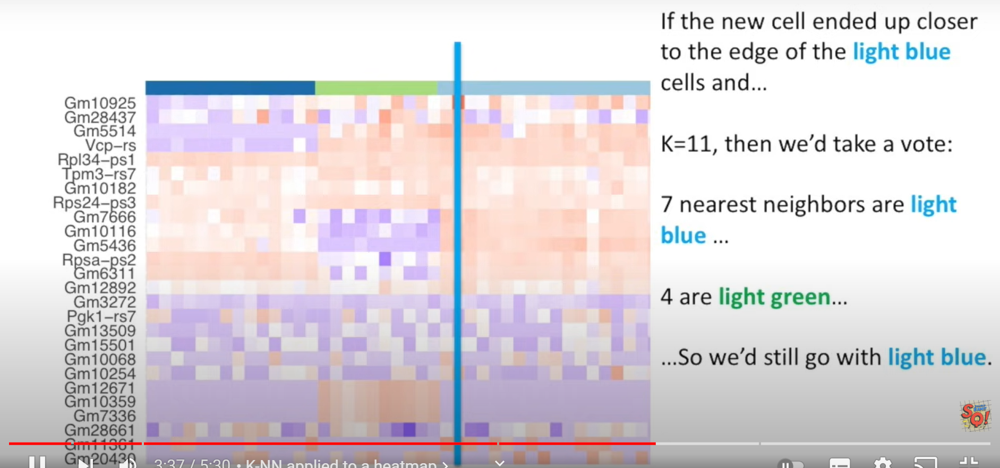 If the new cell ended up closer
to the edge of the light blue
cells and...
K=11, then we'd take a vote:
7 nearest neighbors are light
blue ...
4 are light green...
...So we'd still go with light blue.
Gm10925
Gm28437
Gm5514
Vcp-rs
Rpl34-ps1
Tpm3-rs7
Gm10182
Rps24-ps3
Gm7666
Gm10116
Gm5436
Rpsa-ps2
Gm6311
Gm12892
Gm3272
Pgk1-rs7
Gm13509
Gm15501
Gm10068
Gm10254
Gm12671
Gm10359
Gm7336
Gm28661
Gm11361
Gm20430
SQ!
3:37 / 5:30 • K-NN applied to a heatmap